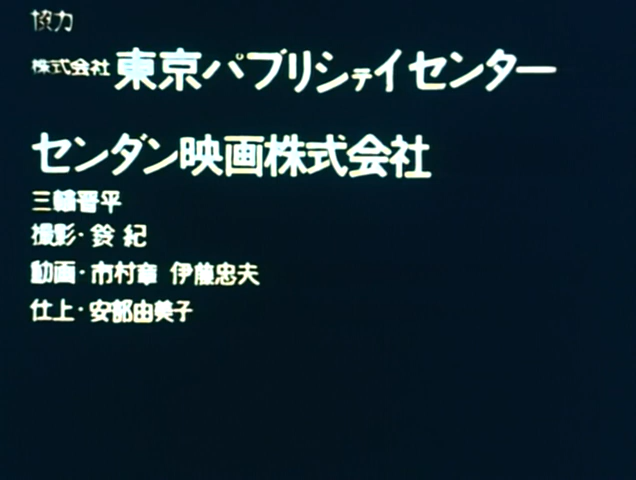 協力
株式会社 東京パブリシティセンター
センダン映画株式会社
三輪晋平
撮影・鈴 紀
動画・市村章 伊藤忠夫
仕上・安部由美子